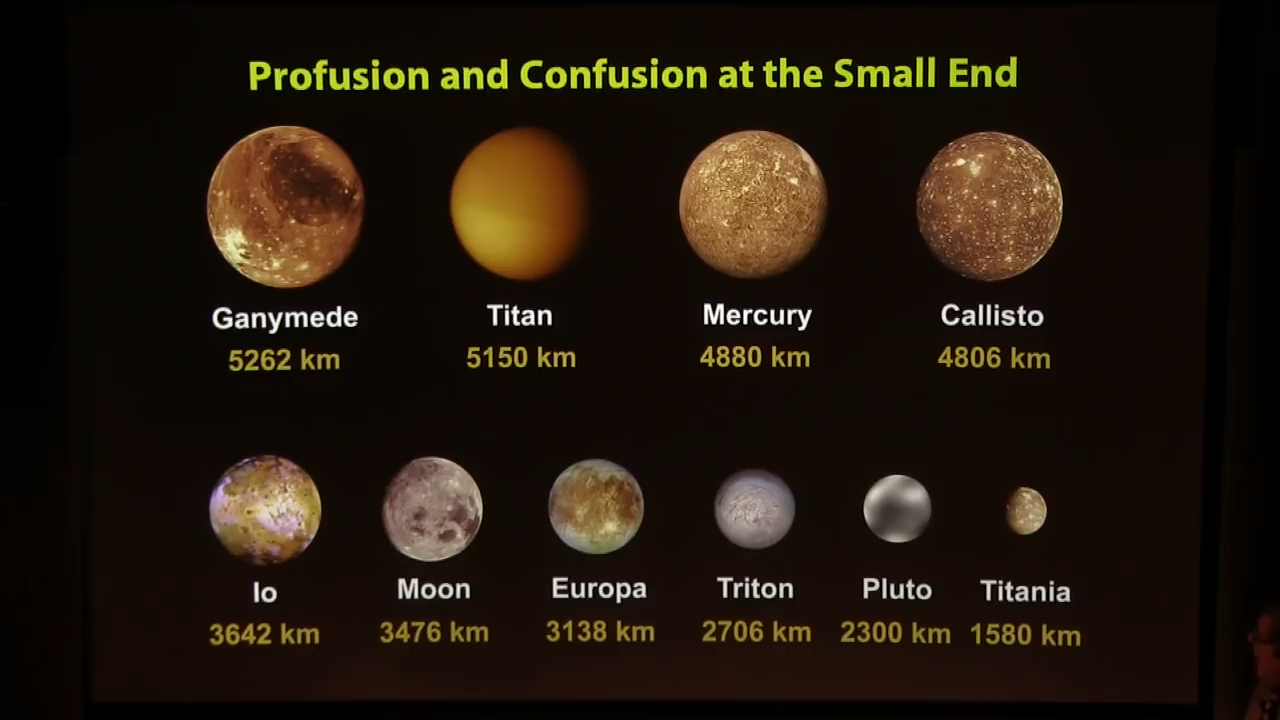 Profusion and Confusion at the Small End
Ganymede Titan Mercury Callisto
5262 km 5150 km 4880 km 4806 km
Io Moon Europa Triton Pluto Titania
3642 km 3476 km 3138 km 2706 km 2300 km 1580 km